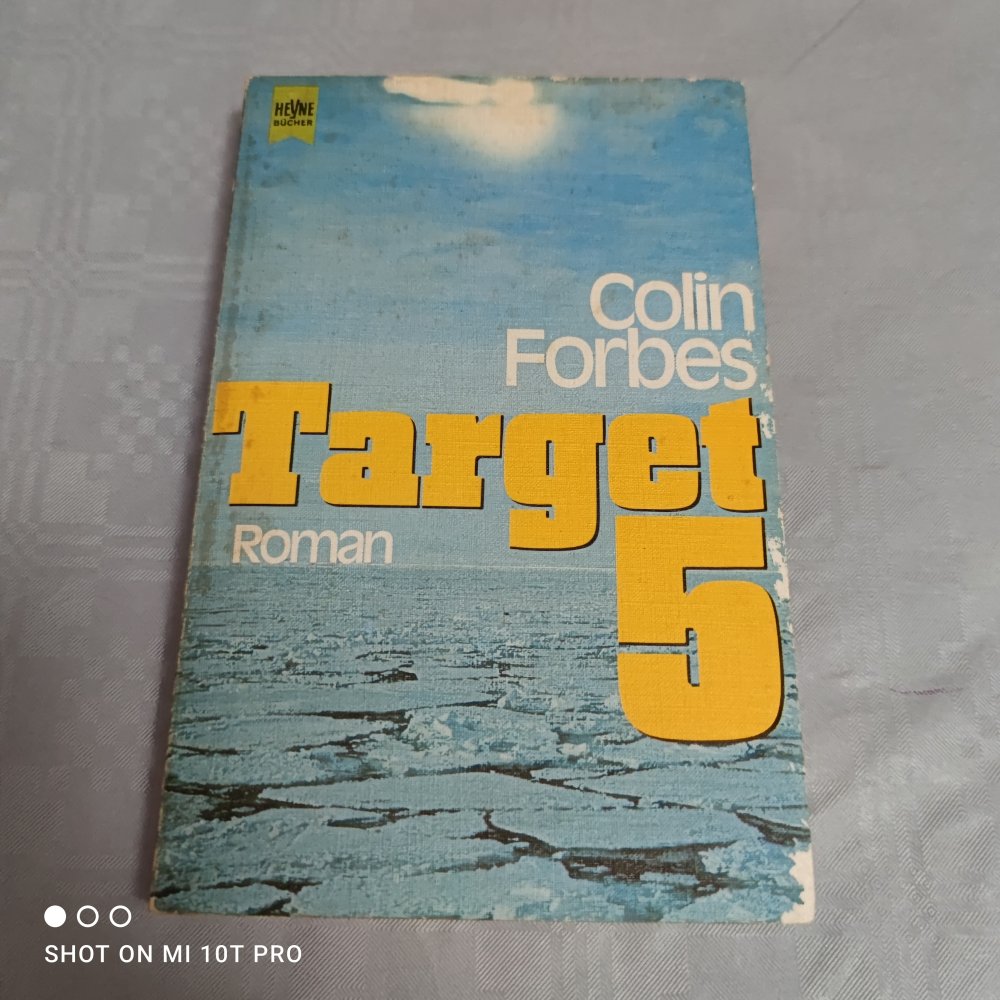 HEYNE
BÜCHER
Colin
Forbes
Target
5
Roman
SHOT ON MI 10T PRO